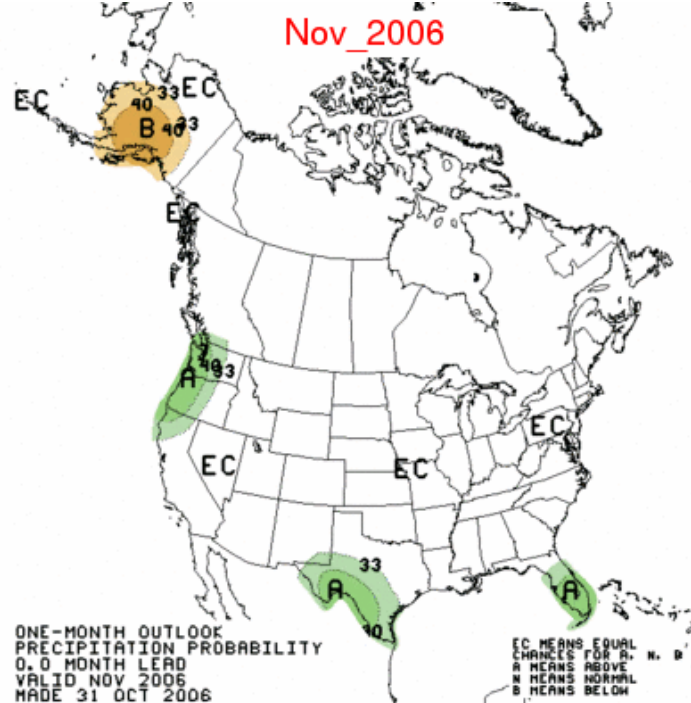 Nov_2006
EC
EC
33
40
B
40
33
EC
40
33
A
EC
EC
EC
33
A
40
A
ONE-MONTH OUTLOOK
PRECIPITATION PROBABILITY
0.0 MONTH LEAD
VALID NOV 2006
MADE 31 OCT 2006
EC MEANS EQUAL
CHANCES FOR A, N, B
A MEANS ABOVE
N MEANS NORMAL
B MEANS BELOW